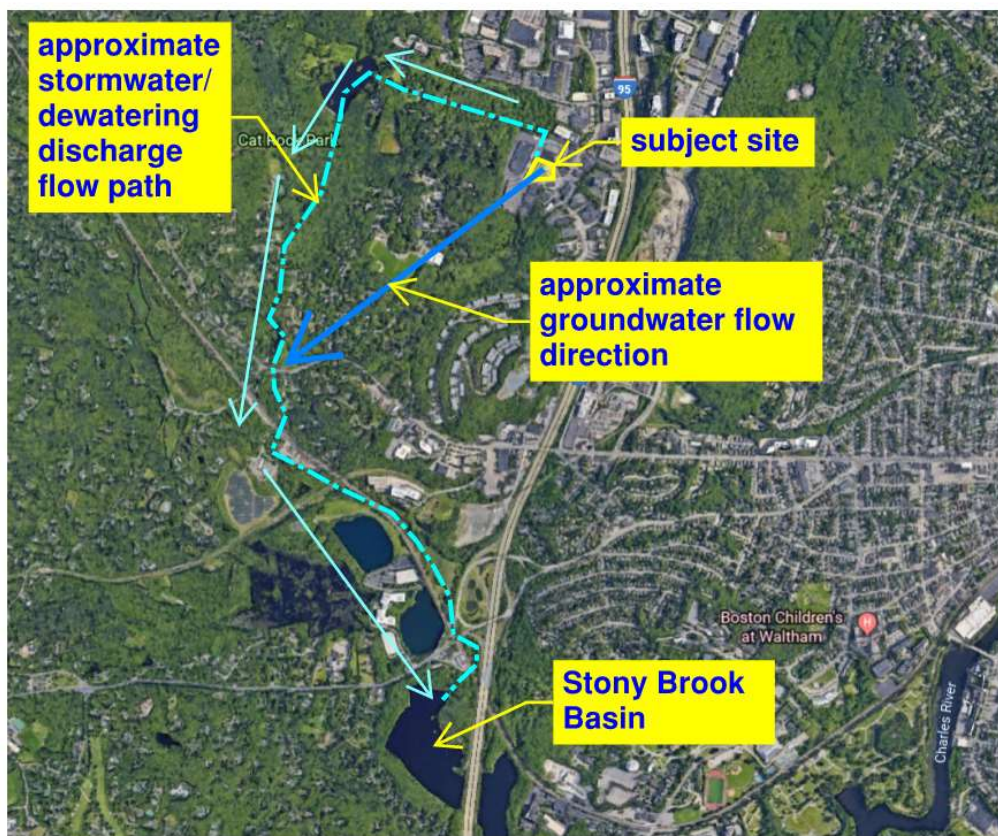 approximate
stormwater/
dewatering
discharge
flow path
95
Cat Rock Park
subject site
approximate
groundwater flow
direction
Boston Children's
at Waltham
H
Stony Brook
Basin
Charles River